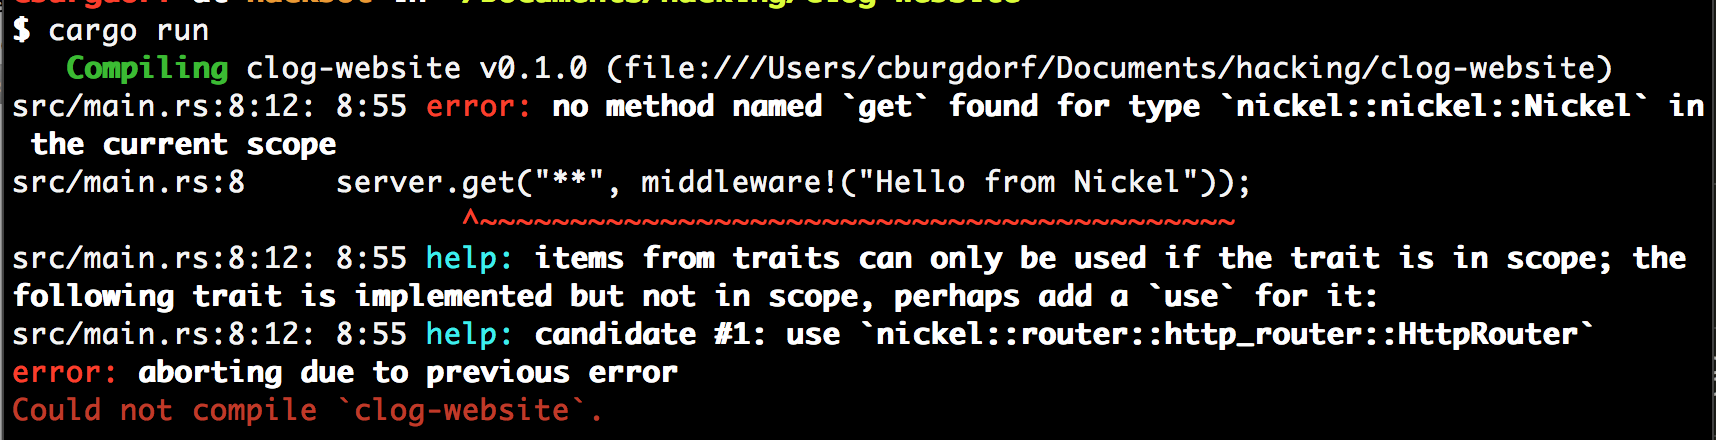 $ cargo run
   Compiling clog-website v0.1.0 (file:///Users/cburgdorf/Documents/hacking/clog-website)
src/main.rs:8:12: 8:55 error: no method named `get` found for type `nickel::nickel::Nickel` in
 the current scope
src/main.rs:8     server.get("**", middleware!("Hello from Nickel"));
                         ^~~~~~~~~~~~~~~~~~~~~~~~~~~~~~~~~~~~~~~~~~~
src/main.rs:8:12: 8:55 help: items from traits can only be used if the trait is in scope; the
following trait is implemented but not in scope, perhaps add a `use` for it:
src/main.rs:8:12: 8:55 help: candidate #1: use `nickel::router::http_router::HttpRouter`
error: aborting due to previous error
Could not compile `clog-website`.